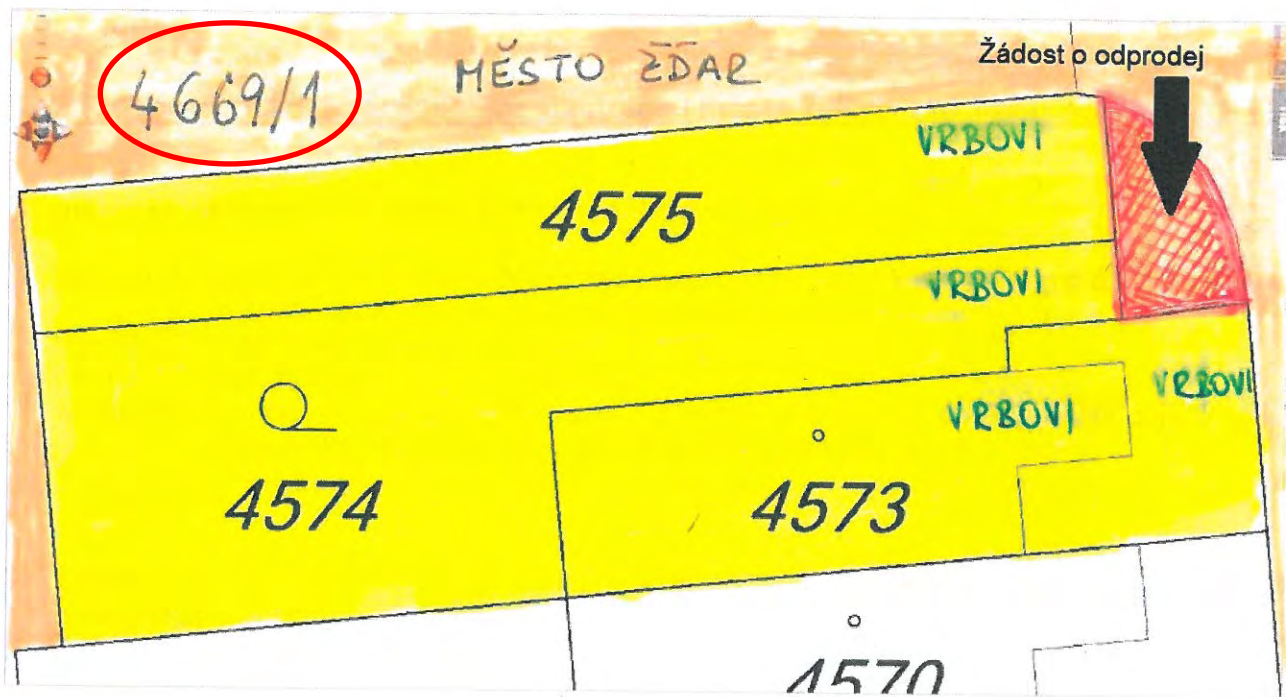 4669/1
MĚSTO ŽĎAR
Žádost o odprodej
VRBOVI
4575
VRBOVI
VRBOVI
VRBOVI
4574
4573
4570